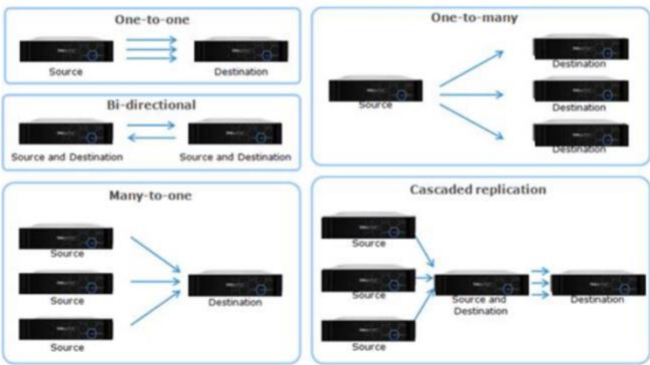 One-to-one
Source
Destination
Bi-directional
Source and Destination
Source and Destination
Many-to-one
Source
Source
Source
Destination
One-to-many
Source
Destination
Destination
Destination
Cascaded replication
Source
Source
Source
Source and
Destination
Destination